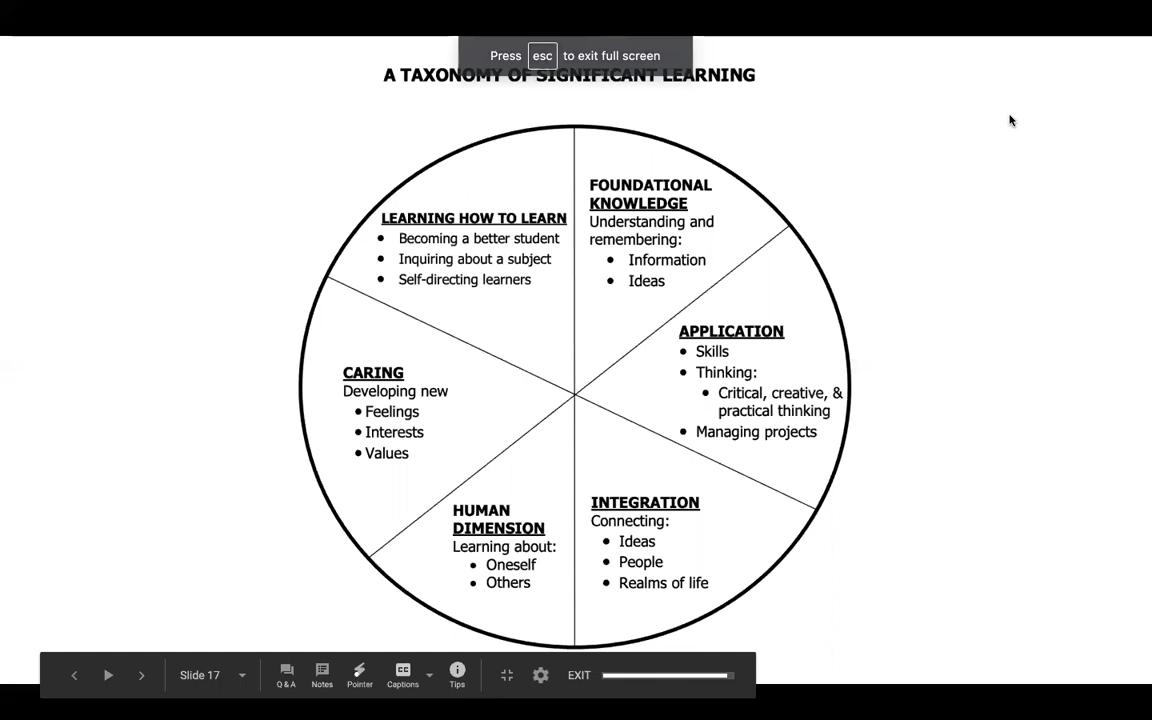 Press esc to exit full screen
A TAXONOMY OF SIGNIFICANT LEARNING
FOUNDATIONAL
KNOWLEDGE
Understanding and
remembering:
• Information
• Ideas
APPLICATION
• Skills
• Thinking:
• Critical, creative, &
practical thinking
• Managing projects
INTEGRATION
Connecting:
• Ideas
• People
• Realms of life
HUMAN
DIMENSION
Learning about:
• Oneself
• Others
CARING
Developing new
• Feelings
• Interests
• Values
LEARNING HOW TO LEARN
• Becoming a better student
• Inquiring about a subject
• Self-directing learners
Slide 17
Q & A
Notes
Pointer
CC
Captions
Tips
EXIT